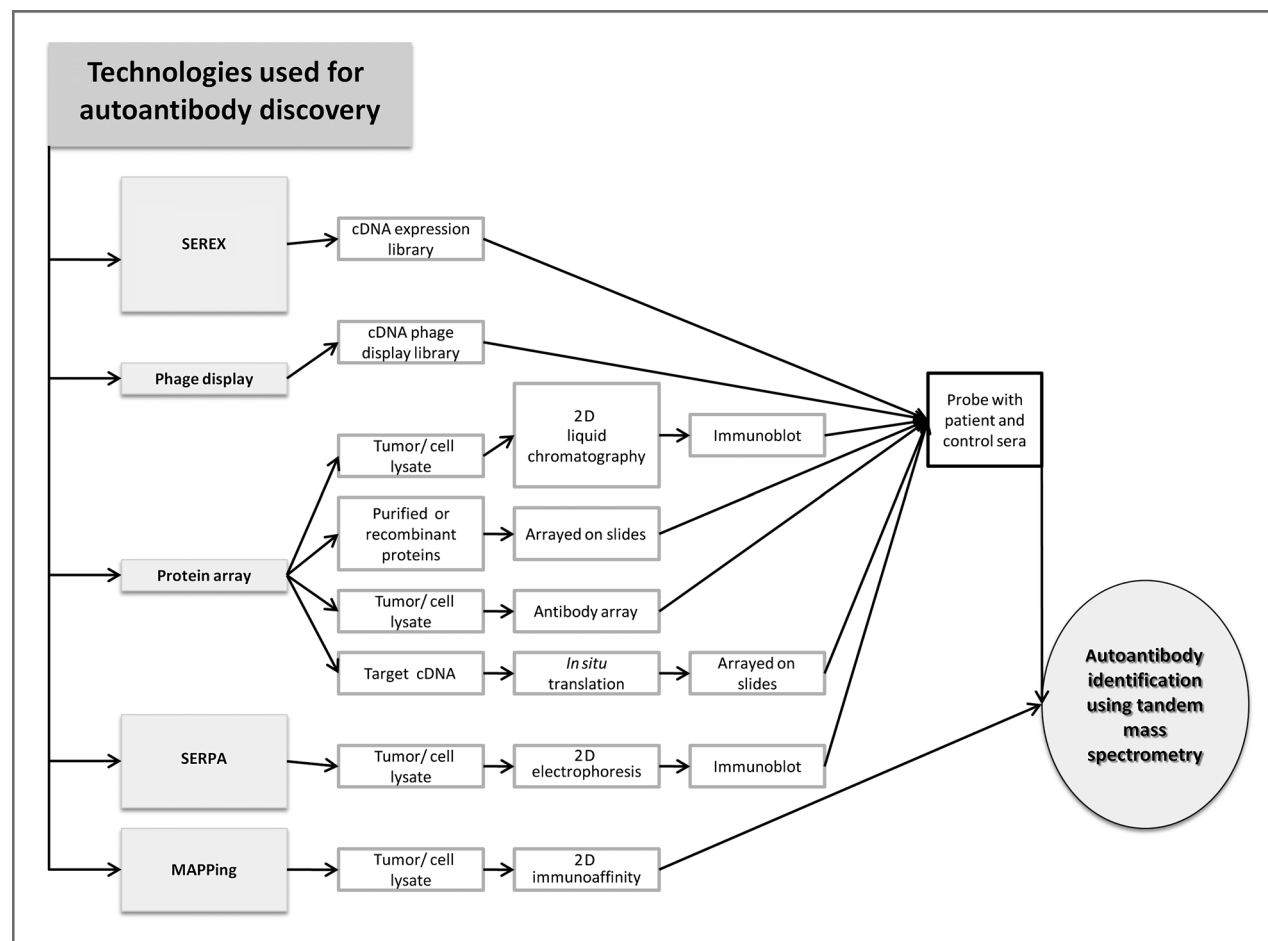 Technologies used for
autoantibody discovery
SEREX
cDNA expression
library
Phage display
cDNA phage
display library
Protein array
Tumor/ cell
lysate
2D
liquid
chromatography
Immunoblot
Purified or
recombinant
proteins
Arrayed on slides
Tumor/ cell
lysate
Antibody array
Target cDNA
In situ
translation
Arrayed on
slides
SERPA
Tumor/ cell
lysate
2D
electrophoresis
Immunoblot
MAPPing
Tumor/ cell
lysate
2D
immunoaffinity
Probe with
patient and
control sera
Autoantibody
identification
using tandem
mass
spectrometry